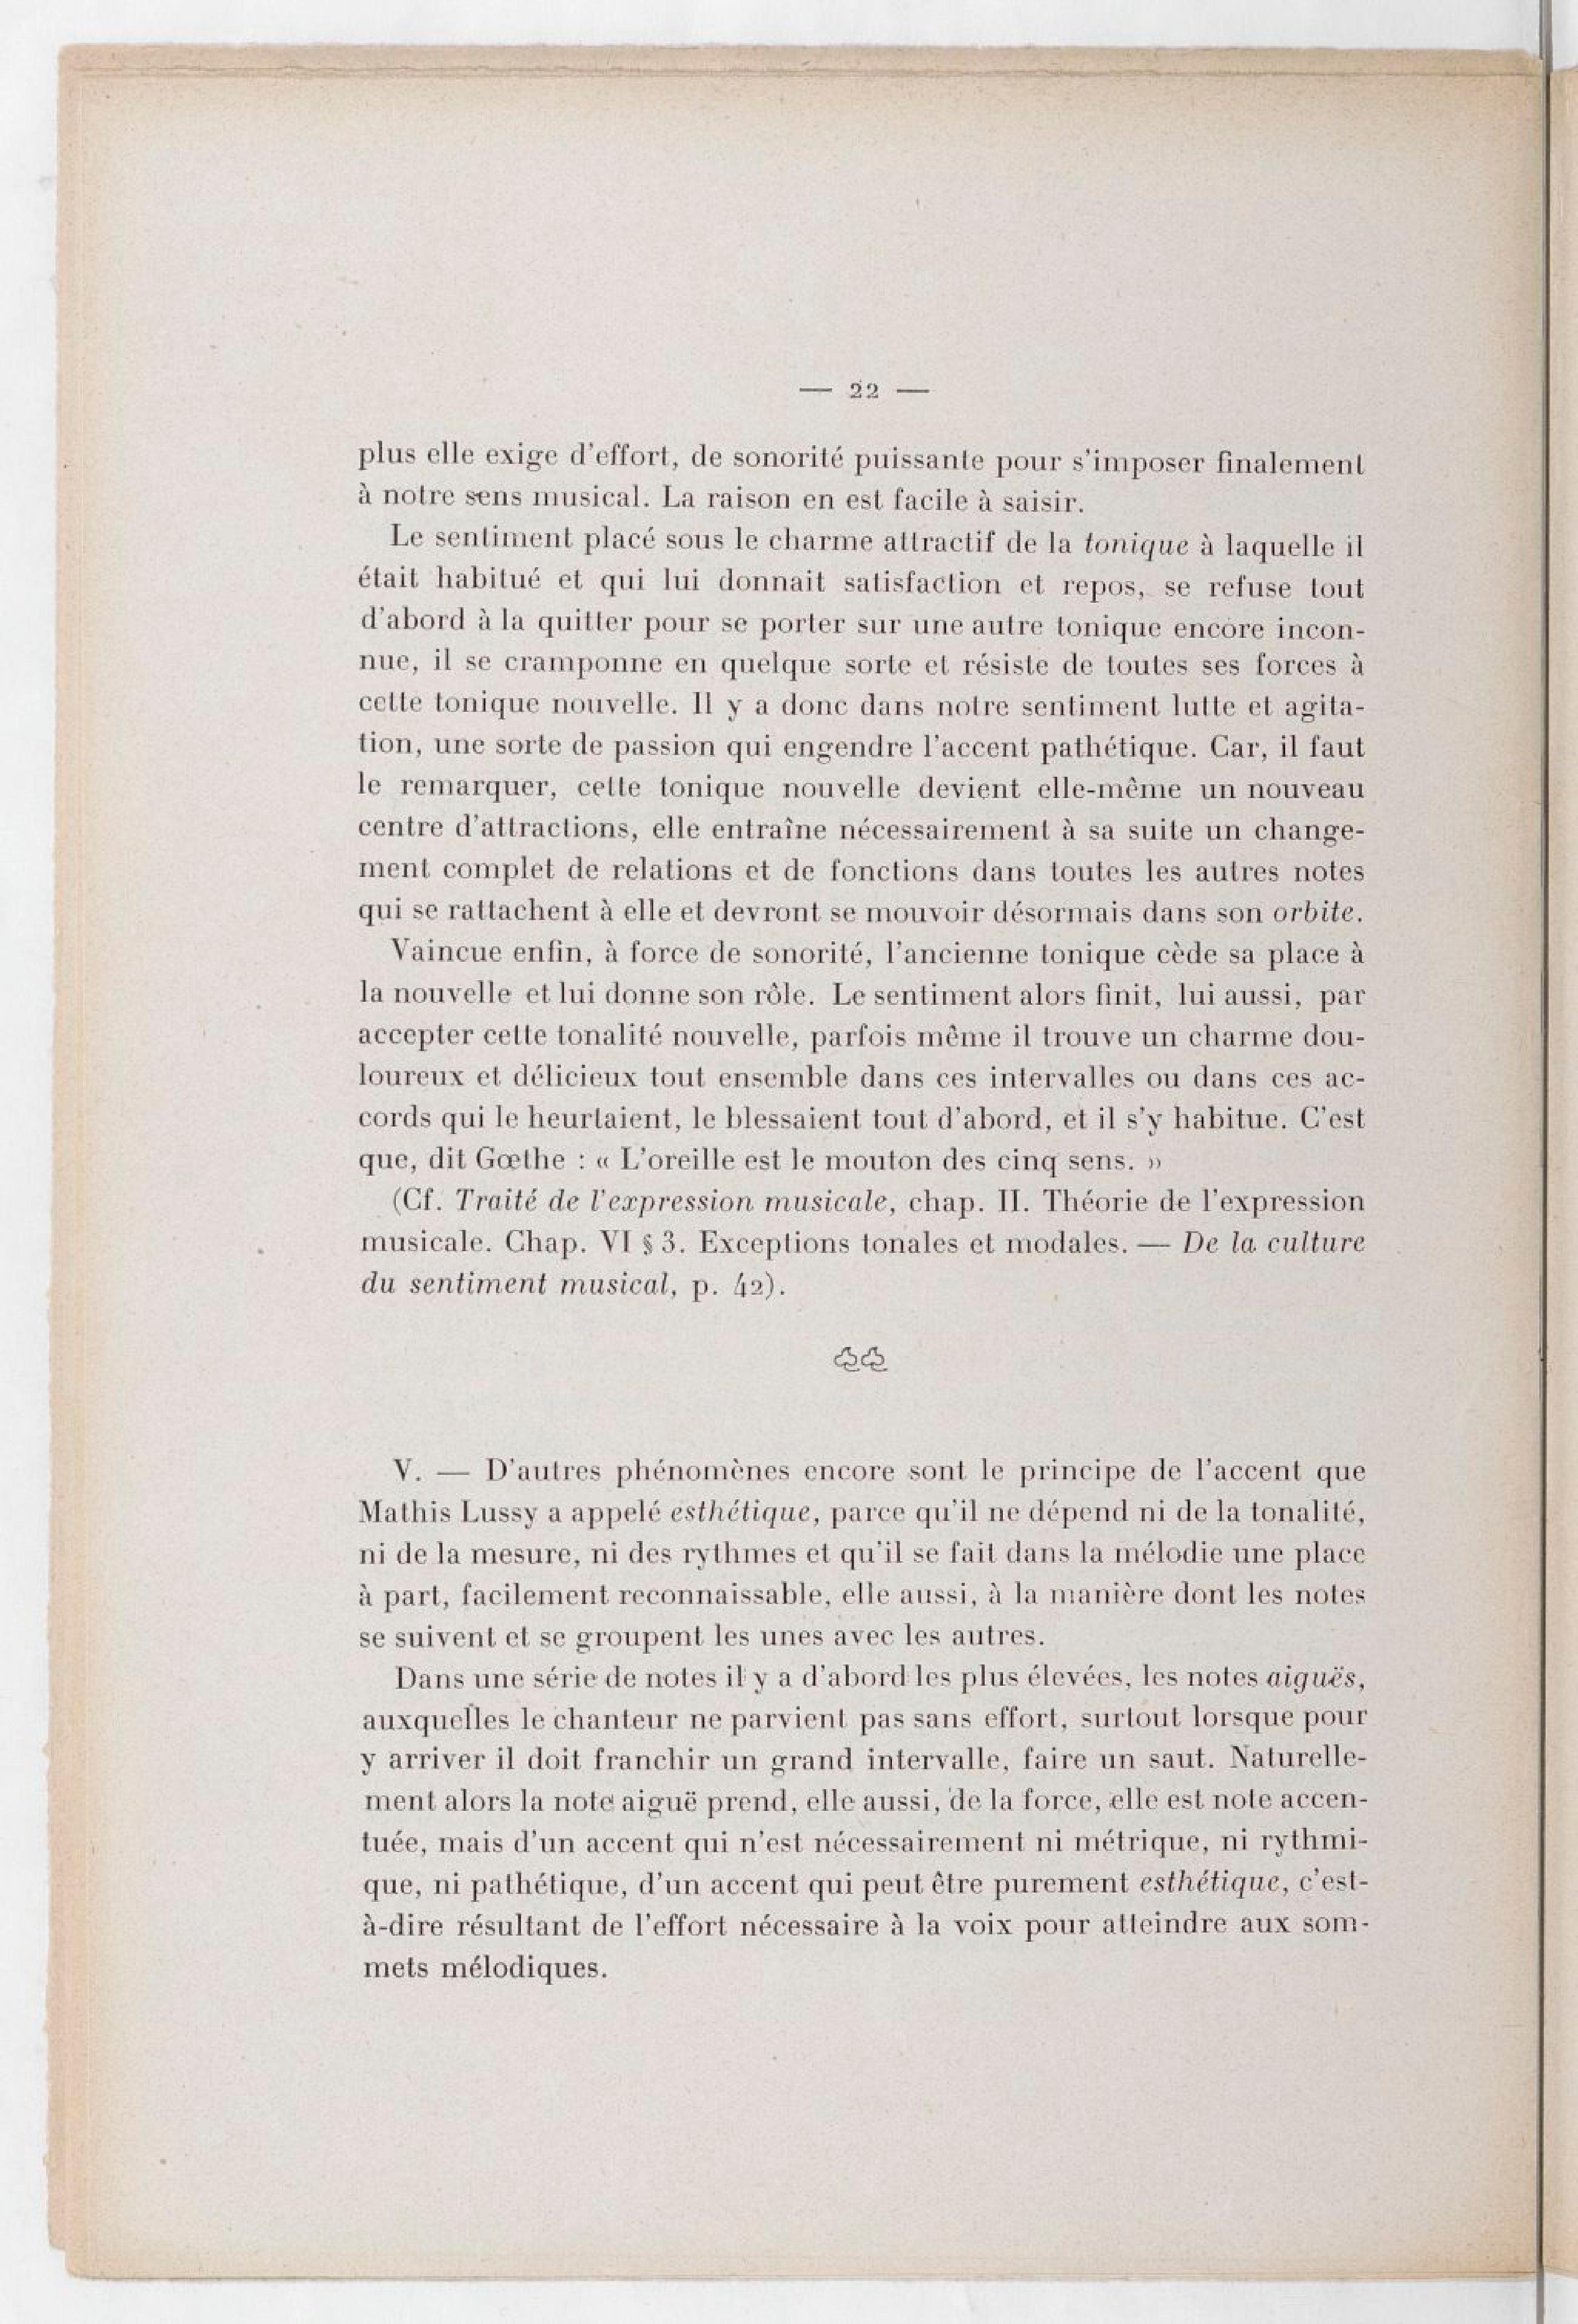 — 22 —
plus elle exige d'effort, de sonorité puissante pour s'imposer finalement
à notre sens musical. La raison en est facile à saisir.
Le sentiment placé sous le charme attractif de la tonique à laquelle il
était habitué et qui lui donnait satisfaction et repos, se refuse tout
d'abord à la quitter pour se porter sur une autre tonique encore incon-
nue, il se cramponne en quelque sorte et résiste de toutes ses forces à
cette tonique nouvelle. Il y a donc dans notre sentiment lutte et agita-
tion, une sorte de passion qui engendre l'accent pathétique. Car, il faut
le remarquer, cette tonique nouvelle devient elle-même un nouveau
centre d'attractions, elle entraîne nécessairement à sa suite un change-
ment complet de relations et de fonctions dans toutes les autres notes
qui se rattachent à elle et devront se mouvoir désormais dans son orbite.
Vaincue enfin, à force de sonorité, l'ancienne tonique cède sa place à
la nouvelle et lui donne son rôle. Le sentiment alors finit, lui aussi, par
accepter cette tonalité nouvelle, parfois même il trouve un charme dou-
loureux et délicieux tout ensemble dans ces intervalles ou dans ces ac-
cords qui le heurtaient, le blessaient tout d'abord, et il s'y habitue. C'est
que, dit Gœthe : « L'oreille est le mouton des cinq sens. »
(Cf. Traité de l'expression musicale, chap. II. Théorie de l'expression
musicale. Chap. VI § 3. Exceptions tonales et modales. — De la culture
du sentiment musical, p. 42).
V. — D'autres phénomènes encore sont le principe de l'accent que
Mathis Lussy a appelé esthétique, parce qu'il ne dépend ni de la tonalité,
ni de la mesure, ni des rythmes et qu'il se fait dans la mélodie une place
à part, facilement reconnaissable, elle aussi, à la manière dont les notes
se suivent et se groupent les unes avec les autres.
Dans une série de notes il y a d'abord les plus élevées, les notes aiguës,
auxquelles le chanteur ne parvient pas sans effort, surtout lorsque pour
y arriver il doit franchir un grand intervalle, faire un saut. Naturelle-
ment alors la note aiguë prend, elle aussi, de la force, elle est note accen-
tuée, mais d'un accent qui n'est nécessairement ni métrique, ni rythmi-
que, ni pathétique, d'un accent qui peut être purement esthétique, c'est-
à-dire résultant de l'effort nécessaire à la voix pour atteindre aux som-
mets mélodiques.